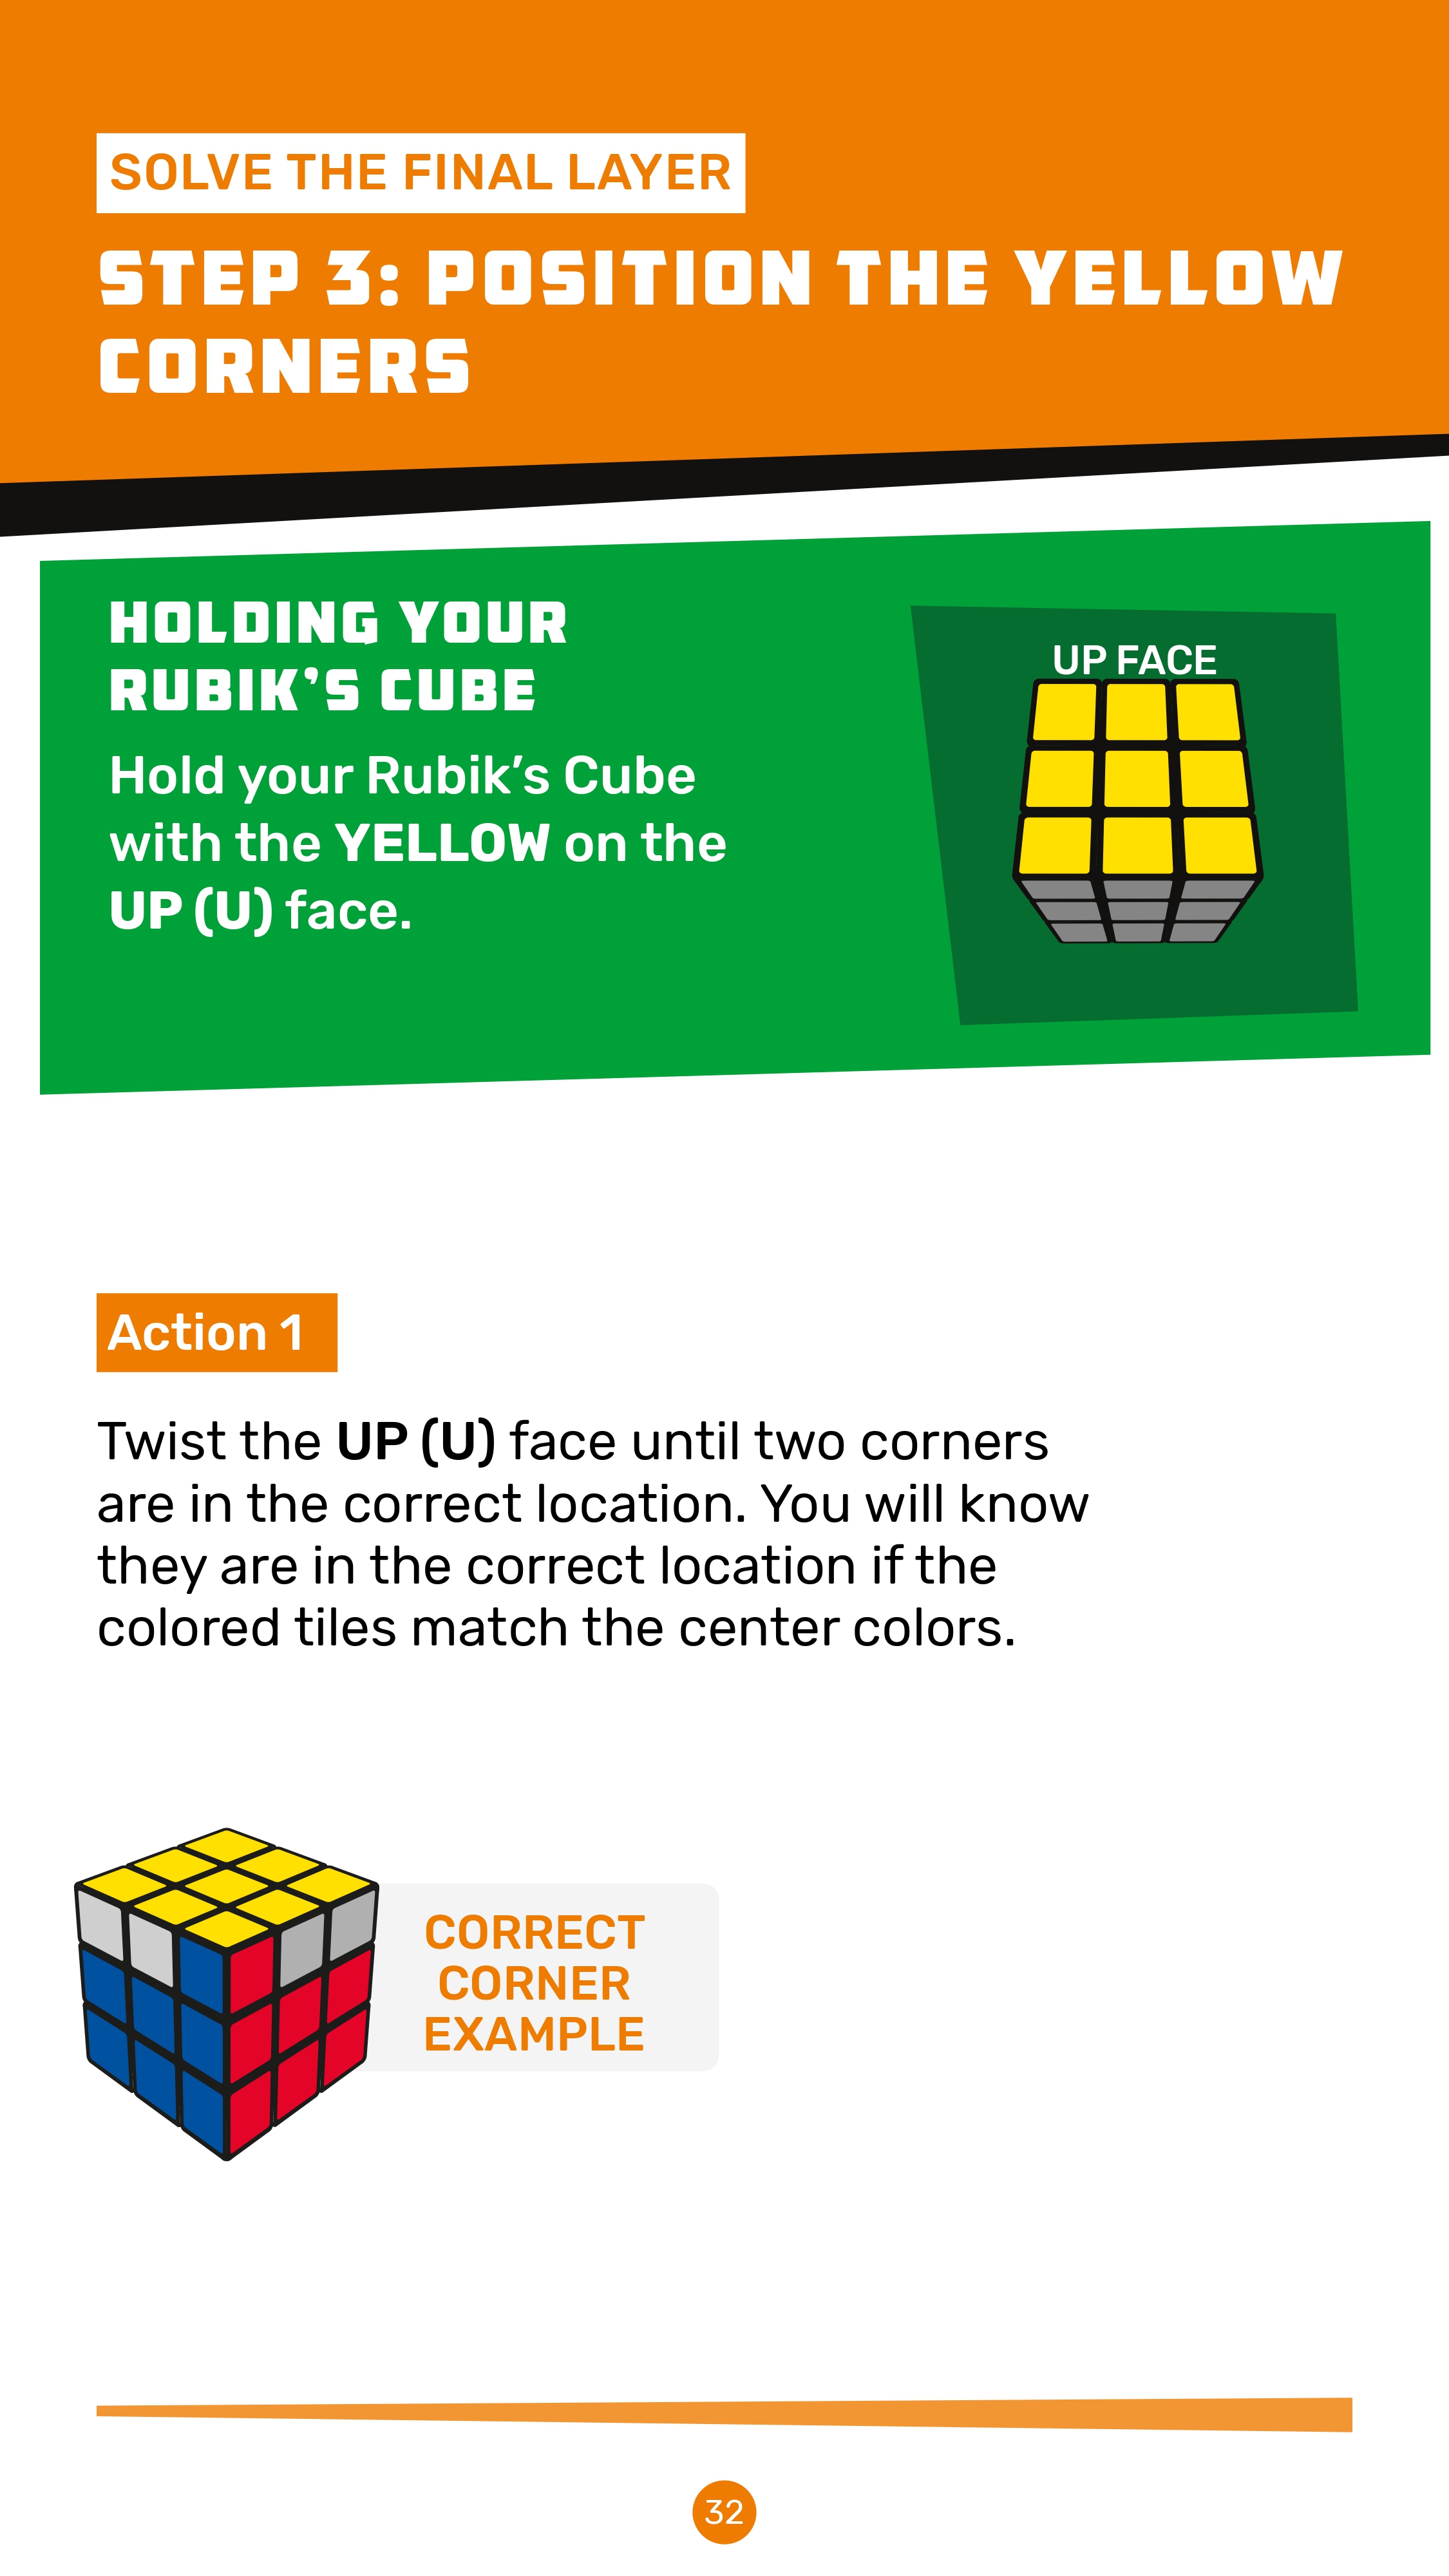 SOLVE THE FINAL LAYER
STEP 3: POSITION THE YELLOW
CORNERS
HOLDING YOUR
RUBIK'S CUBE
Hold your Rubik’s Cube
with the YELLOW on the
UP (U) face.
UP FACE
Action 1
Twist the UP (U) face until two corners
are in the correct location. You will know
they are in the correct location if the
colored tiles match the center colors.
CORRECT
CORNER
EXAMPLE
32